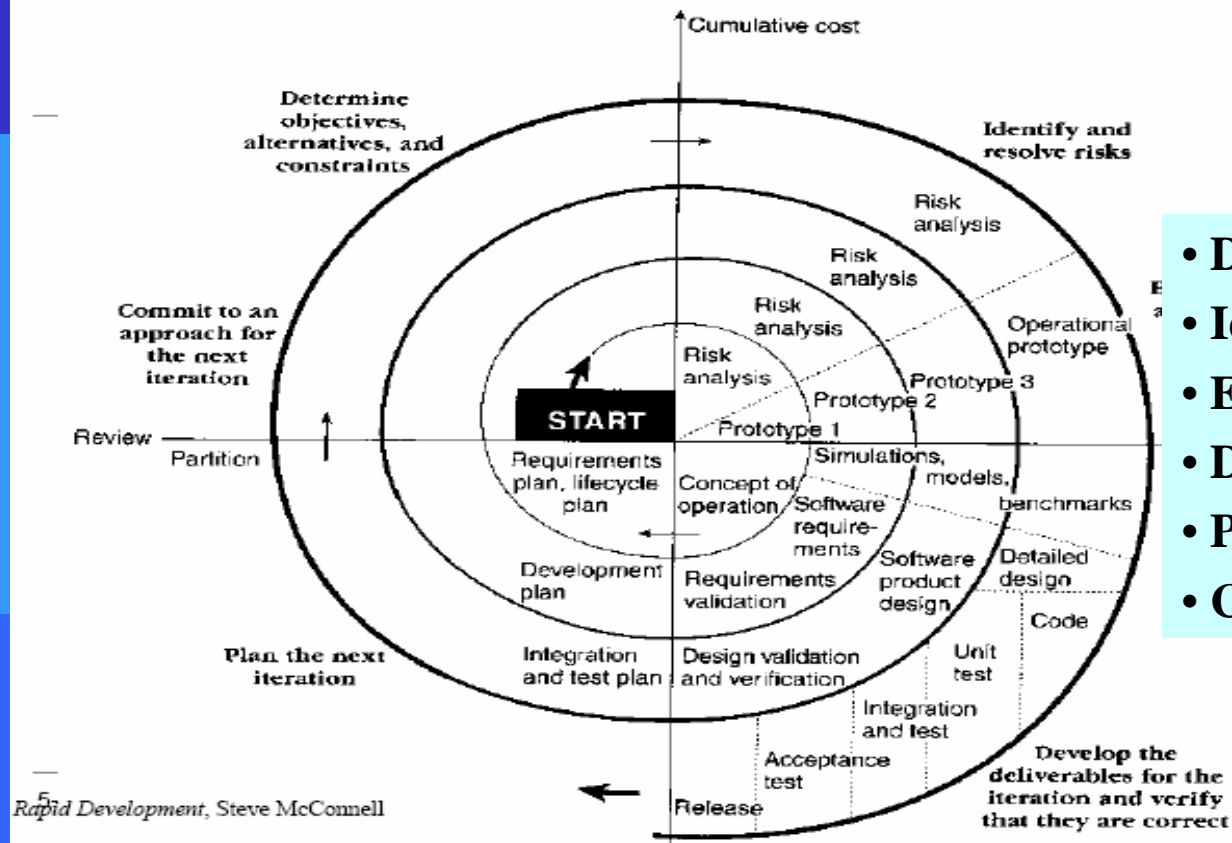 Cumulative cost
Determine
objectives,
alternatives, and
constraints
Identify and
resolve risks
Risk
analysis
Risk
analysis
Risk
analysis
Risk
analysis
Commit to an
approach for
the next
iteration
Operational
prototype
Prototype 3
Prototype 2
Prototype 1
START
Review
Partition
Requirements
plan, lifecycle
plan
Concept of
operation
Simulations,
models,
benchmarks
Software
require-
ments
Development
plan
Requirements
validation
Software
product
design
Detailed
design
Code
Plan the next
iteration
Integration
and test plan
Design validation
and verification
Unit
test
Integration
and test
Acceptance
test
Release
Develop the
deliverables for the
iteration and verify
that they are correct
5
Rapid Development, Steve McConnell
• D
• Id
• E
• D
• P